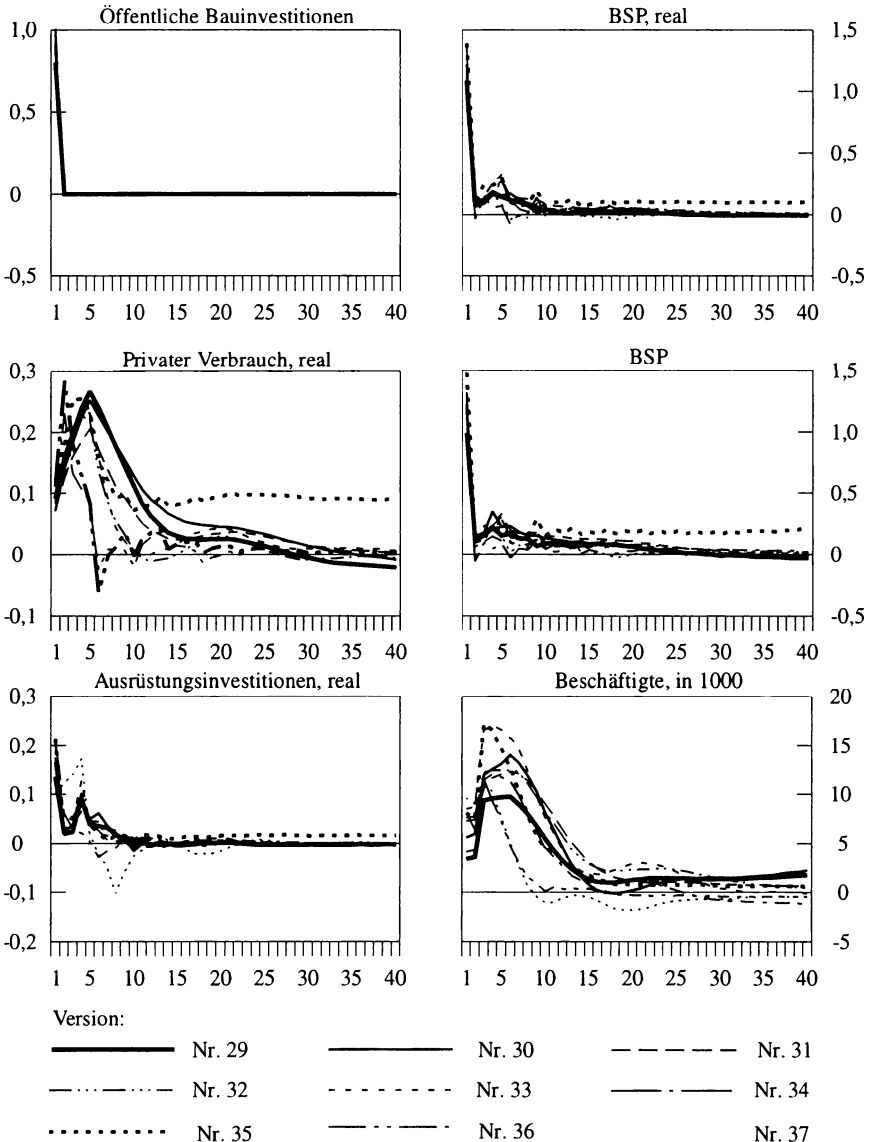 Öffentliche Bauinvestitionen
1,0
0,5
0
-0,5
1 5 10 15 20 25 30 35 40
BSP, real
1,5
1,0
0,5
0
-0,5
1 5 10 15 20 25 30 35 40
Privater Verbrauch, real
0,3
0,2
0,1
0
-0,1
1 5 10 15 20 25 30 35 40
BSP
1,5
1,0
0,5
0
-0,5
1 5 10 15 20 25 30 35 40
Ausrüstungsinvestitionen, real
0,3
0,2
0,1
0
-0,1
-0,2
1 5 10 15 20 25 30 35 40
Beschäftigte, in 1000
20
15
10
5
0
-5
1 5 10 15 20 25 30 35 40
Version:
Nr. 29 Nr. 30 Nr. 31
Nr. 32 Nr. 33 Nr. 34
Nr. 35 Nr. 36 Nr. 37